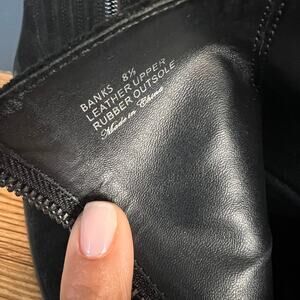 BANKS 8½
LEATHER UPPER
RUBBER OUTSOLE
Made in China